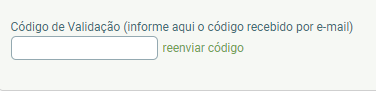 Código de Validação (informe aqui o código recebido por e-mail)
reenviar código